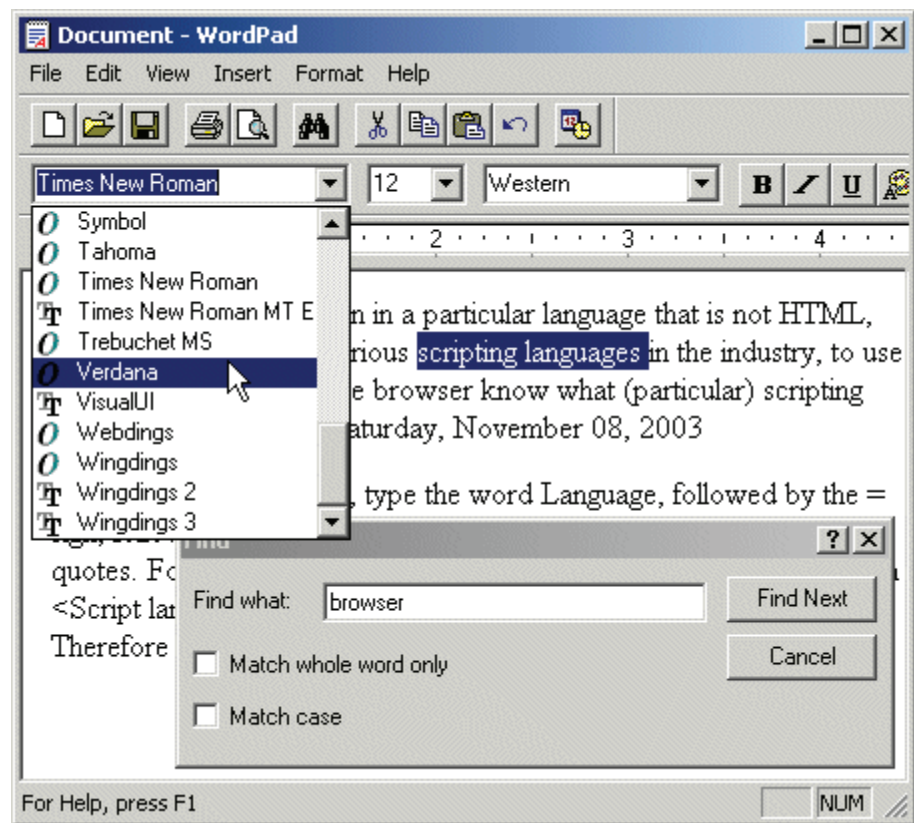 Document - WordPad
File Edit View Insert Format Help
Times New Roman 12 Western B I U
Symbol
Tahoma
Times New Roman
Times New Roman MT E
Trebuchet MS
Verdana
VisualUI
Webdings
Wingdings
Wingdings 2
Wingdings 3
2 3 4
n in a particular language that is not HTML,
rious scripting languages in the industry, to use
e browser know what (particular) scripting
aturday, November 08, 2003
, type the word Language, followed by the =
quotes. Fo
<Script lan
Therefore
Find
Find what: browser Find Next
Match whole word only Cancel
Match case
For Help, press F1 NUM